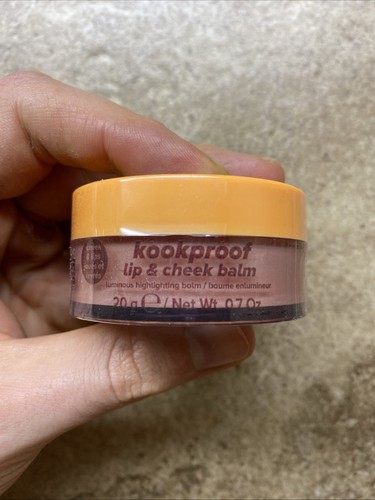 kookproof
lip & cheek balm
luminous highlighting balm / baume enlumineur
20 g ℮ / Net Wt. 0.7 Oz.